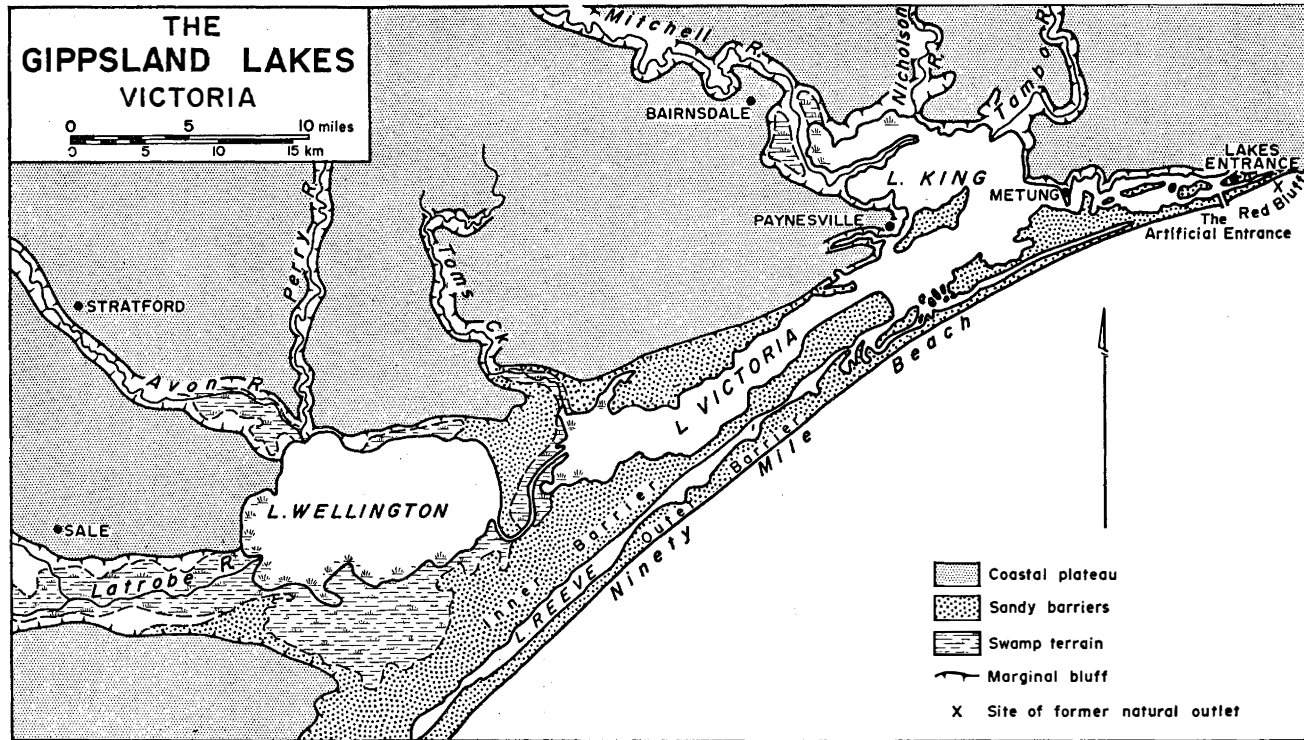 THE
GIPPSLAND LAKES
VICTORIA
0 5 10 miles
0 5 10 15 km
Mitchell R.
Nicholson R.
Tambo R.
BAIRNSDALE
LAKES
ENTRANCE
L. KING
METUNG
X
PAYNESVILLE
The Red Bluff
Artificial Entrance
Perry R.
Toms Ck.
STRATFORD
Avon R.
L VICTORIA
L. WELLINGTON
SALE
Latrobe R
Inner Barrier
L. REEVE
Outer Barrier
Ninety Mile Beach
Coastal plateau
Sandy barriers
Swamp terrain
Marginal bluff
X Site of former natural outlet